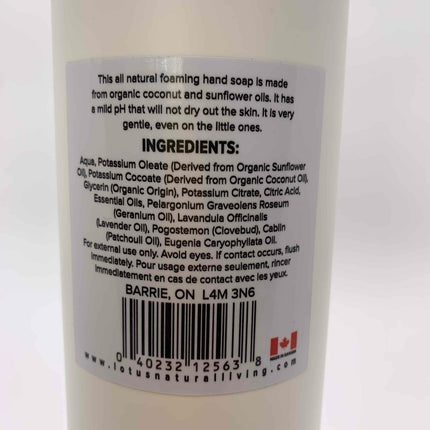 This all natural foaming hand soap is made
from organic coconut and sunflower oils. It has
a mild pH that will not dry out the skin. It is very
gentle, even on the little ones.
INGREDIENTS:
Aqua, Potassium Oleate (Derived from Organic Sunflower
Oil), Potassium Cocoate (Derived from Organic Coconut Oil),
Glycerin (Organic Origin), Potassium Citrate, Citric Acid,
Essential Oils, Pelargonium Graveolens Roseum
(Geranium Oil), Lavandula Officinalis
(Lavender Oil), Pogostemon (Clovebud), Cablin
(Patchouli Oil), Eugenia Caryophyllata Oil.
For external use only. Avoid eyes. If contact occurs, flush
immediately. Pour usage externe seulement, rincer
immediatement en cas de contact avec les yeux.
BARRIE, ON L4M 3N6
0 40232 12563 8
www.lotusnaturalliving.com